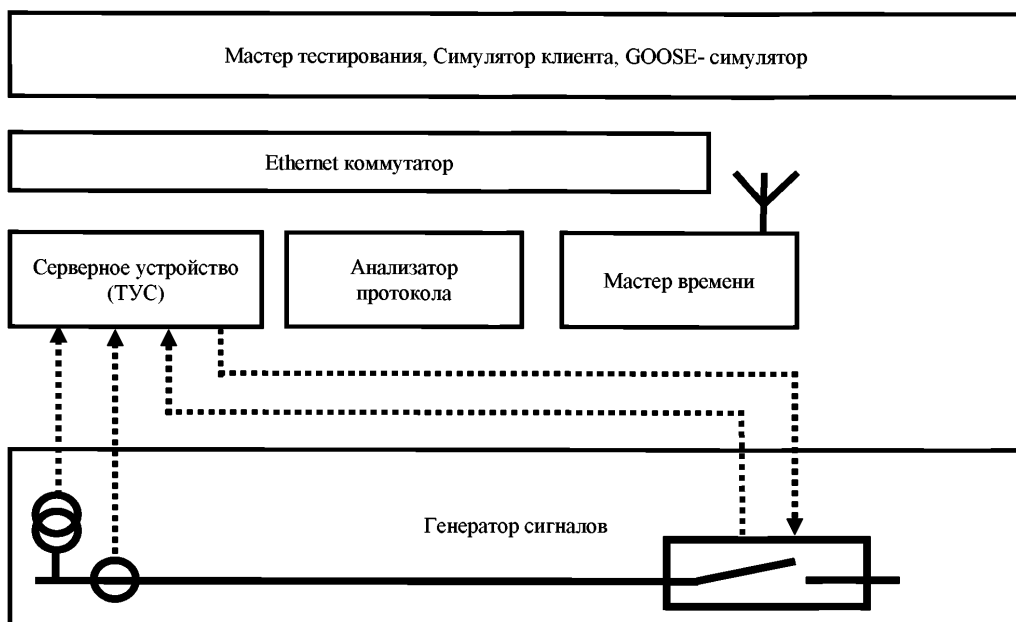 Мастер тестирования, Симулятор клиента, GOOSE- симулятор
Ethernet коммутатор
Серверное устройство
(ТУС)
Анализатор
протокола
Мастер времени
Генератор сигналов